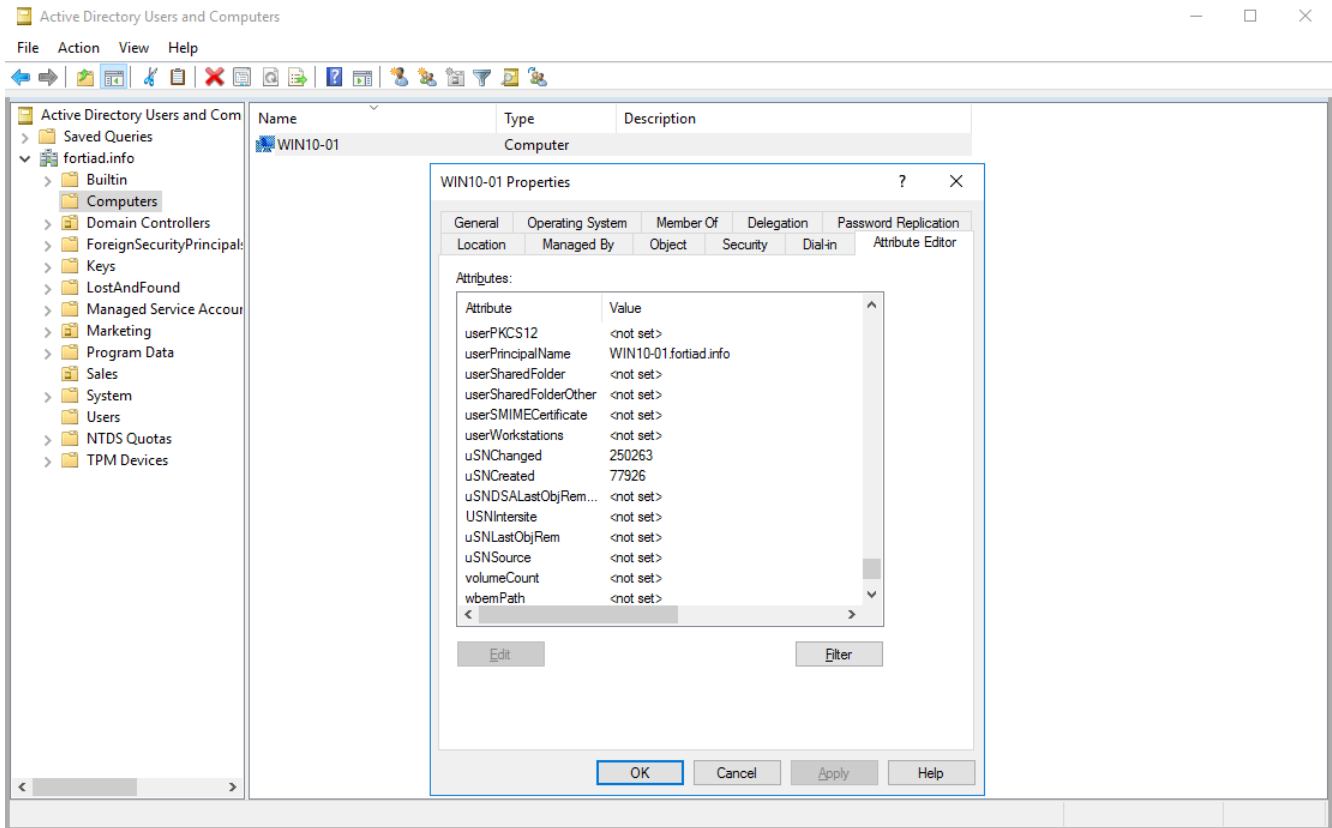 Active Directory Users and Computers
File Action View Help
Active Directory Users and Com
Saved Queries
fortiad.info
Builtin
Computers
Domain Controllers
ForeignSecurityPrincipals
Keys
LostAndFound
Managed Service Accour
Marketing
Program Data
Sales
System
Users
NTDS Quotas
TPM Devices
Name Type Description
WIN10-01 Computer
WIN10-01 Properties ?
General Operating System Member Of Delegation Password Replication
Location Managed By Object Security Dial-in Attribute Editor
Attributes:
Attribute Value
userPKCS12 <not set>
userPrincipalName WIN10-01.fortiad.info
userSharedFolder <not set>
userSharedFolderOther <not set>
userSMIMECertificate <not set>
userWorkstations <not set>
uSNChanged 250263
uSNCreated 77926
uSNDSALastObjRem... <not set>
USNIntersite <not set>
uSNLastObjRem <not set>
uSNSource <not set>
volumeCount <not set>
wbemPath <not set>
Edit Filter
OK Cancel Apply Help